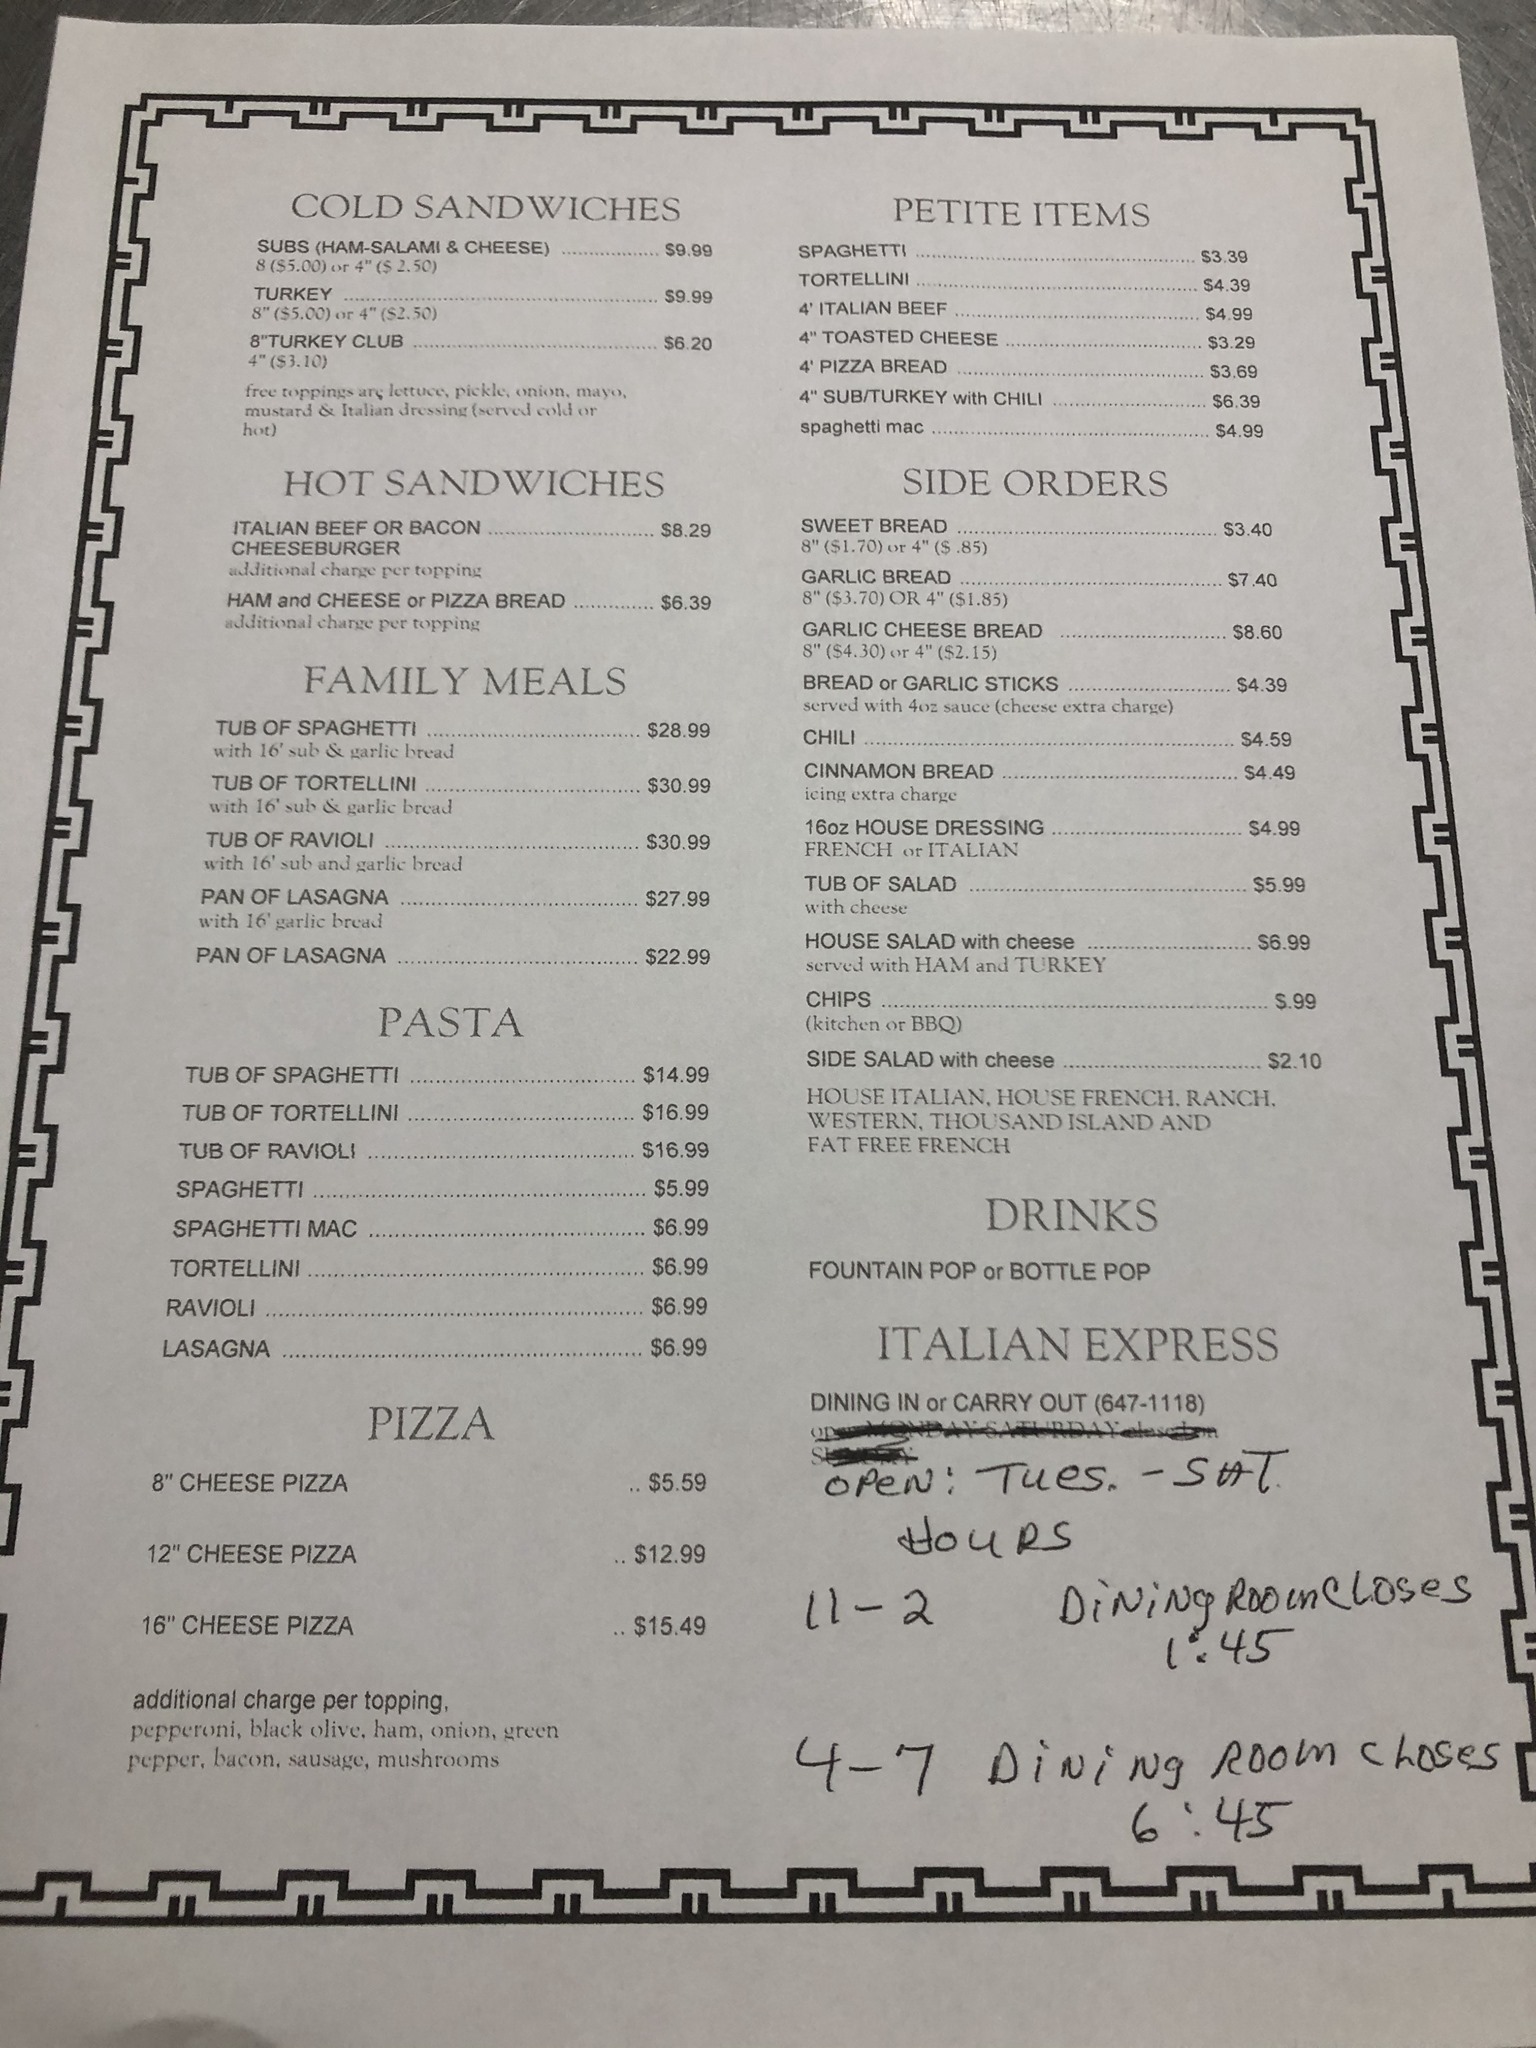 COLD SANDWICHES
SUBS (HAM-SALAMI & CHEESE) ............... $9.99
8 ($5.00) or 4" ($ 2.50)
TURKEY ............... $9.99
8" ($5.00) or 4" ($2.50)
8"TURKEY CLUB ............... $6.20
4" ($3.10)
free toppings are lettuce, pickle, onion, mayo,
mustard & Italian dressing (served cold or
hot)
HOT SANDWICHES
ITALIAN BEEF OR BACON ............... $8.29
CHEESEBURGER
additional charge per topping
HAM and CHEESE or PIZZA BREAD ............... $6.39
additional charge per topping
FAMILY MEALS
TUB OF SPAGHETTI ............... $28.99
with 16' sub & garlic bread
TUB OF TORTELLINI ............... $30.99
with 16' sub & garlic bread
TUB OF RAVIOLI ............... $30.99
with 16' sub and garlic bread
PAN OF LASAGNA ............... $27.99
with 16' garlic bread
PAN OF LASAGNA ............... $22.99
PASTA
TUB OF SPAGHETTI ............... $14.99
TUB OF TORTELLINI ............... $16.99
TUB OF RAVIOLI ............... $16.99
SPAGHETTI ............... $5.99
SPAGHETTI MAC ............... $6.99
TORTELLINI ............... $6.99
RAVIOLI ............... $6.99
LASAGNA ............... $6.99
PIZZA
8" CHEESE PIZZA .. $5.59
12" CHEESE PIZZA .. $12.99
16" CHEESE PIZZA .. $15.49
additional charge per topping,
pepperoni, black olive, ham, onion, green
pepper, bacon, sausage, mushrooms
PETITE ITEMS
SPAGHETTI ............... $3.39
TORTELLINI ............... $4.39
4' ITALIAN BEEF ............... $4.99
4" TOASTED CHEESE ............... $3.29
4' PIZZA BREAD ............... $3.69
4" SUB/TURKEY with CHILI ............... $6.39
spaghetti mac ............... $4.99
SIDE ORDERS
SWEET BREAD ............... $3.40
8" ($1.70) or 4" ($ .85)
GARLIC BREAD ............... $7.40
8" ($3.70) OR 4" ($1.85)
GARLIC CHEESE BREAD ............... $8.60
8" ($4.30) or 4" ($2.15)
BREAD or GARLIC STICKS ............... $4.39
served with 4oz sauce (cheese extra charge)
CHILI ............... $4.59
CINNAMON BREAD ............... $4.49
icing extra charge
16oz HOUSE DRESSING ............... $4.99
FRENCH or ITALIAN
TUB OF SALAD ............... $5.99
with cheese
HOUSE SALAD with cheese ............... $6.99
served with HAM and TURKEY
CHIPS ............... $.99
(kitchen or BBQ)
SIDE SALAD with cheese ............... $2.10
HOUSE ITALIAN, HOUSE FRENCH, RANCH,
WESTERN, THOUSAND ISLAND AND
FAT FREE FRENCH
DRINKS
FOUNTAIN POP or BOTTLE POP
ITALIAN EXPRESS
DINING IN or CARRY OUT (647-1118)
open MONDAY-SATURDAY closed on
SUNDAY
OPEN: TUES. - SAT.
HOURS
11-2 DINING ROOM CLOSES
1:45
4-7 DINING ROOM CLOSES
6:45